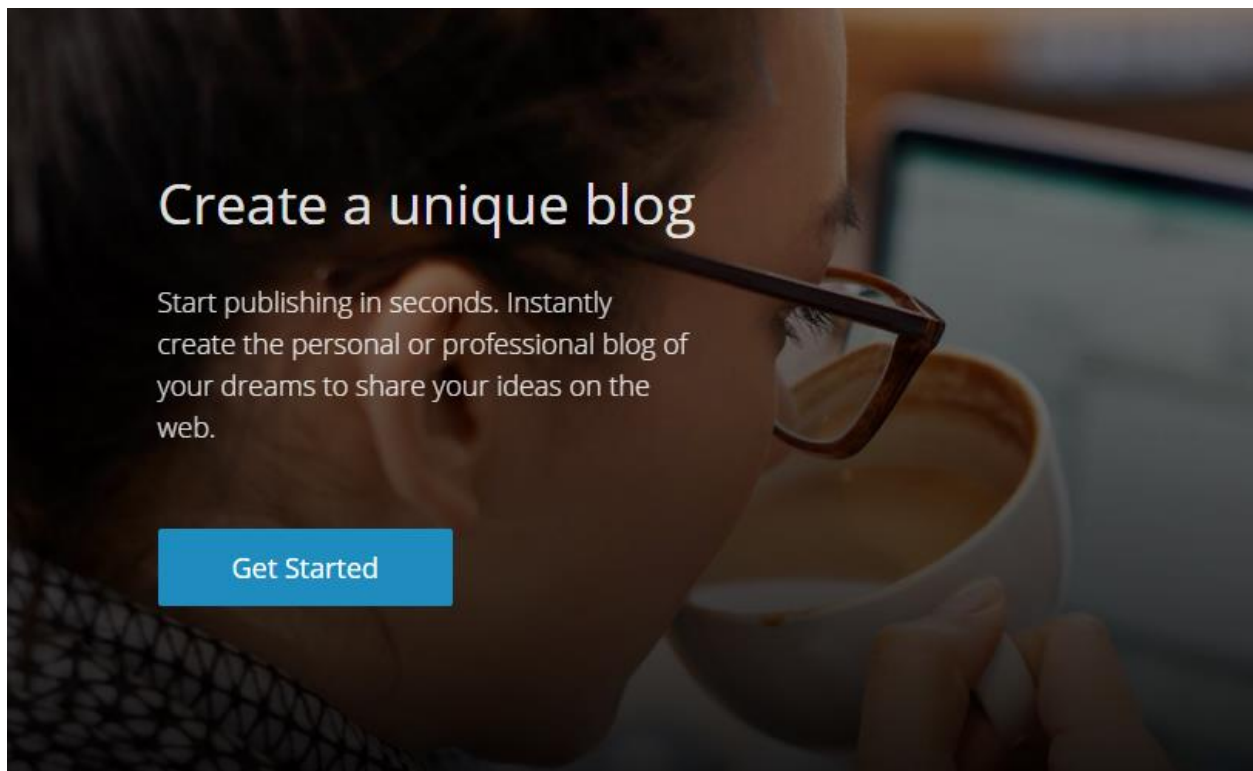 Create a unique blog
Start publishing in seconds. Instantly
create the personal or professional blog of
your dreams to share your ideas on the
web.
Get Started